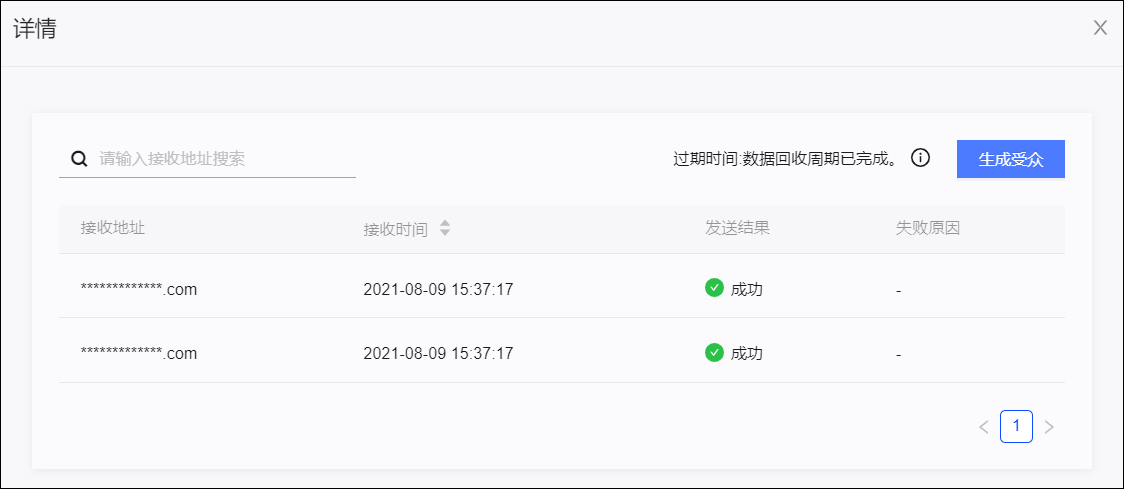 详情
请输入接收地址搜索
过期时间:数据回收周期已完成。
生成受众
接收地址 接收时间 发送结果 失败原因
*************.com 2021-08-09 15:37:17 成功 -
*************.com 2021-08-09 15:37:17 成功 -
1